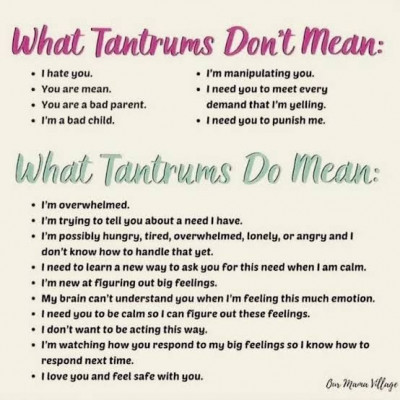 What Tantrums Don't Mean:
• I hate you.
• You are mean.
• You are a bad parent.
• I'm a bad child.
• I'm manipulating you.
• I need you to meet every
demand that I'm yelling.
• I need you to punish me.
What Tantrums Do Mean:
• I'm overwhelmed.
• I'm trying to tell you about a need I have.
• I'm possibly hungry, tired, overwhelmed, lonely, or angry and I
don't know how to handle that yet.
• I need to learn a new way to ask you for this need when I am calm.
• I'm new at figuring out big feelings.
• My brain can't understand you when I'm feeling this much emotion.
• I need you to be calm so I can figure out these feelings.
• I don't want to be acting this way.
• I'm watching how you respond to my big feelings so I know how to
respond next time.
• I love you and feel safe with you.
Our Mama Village